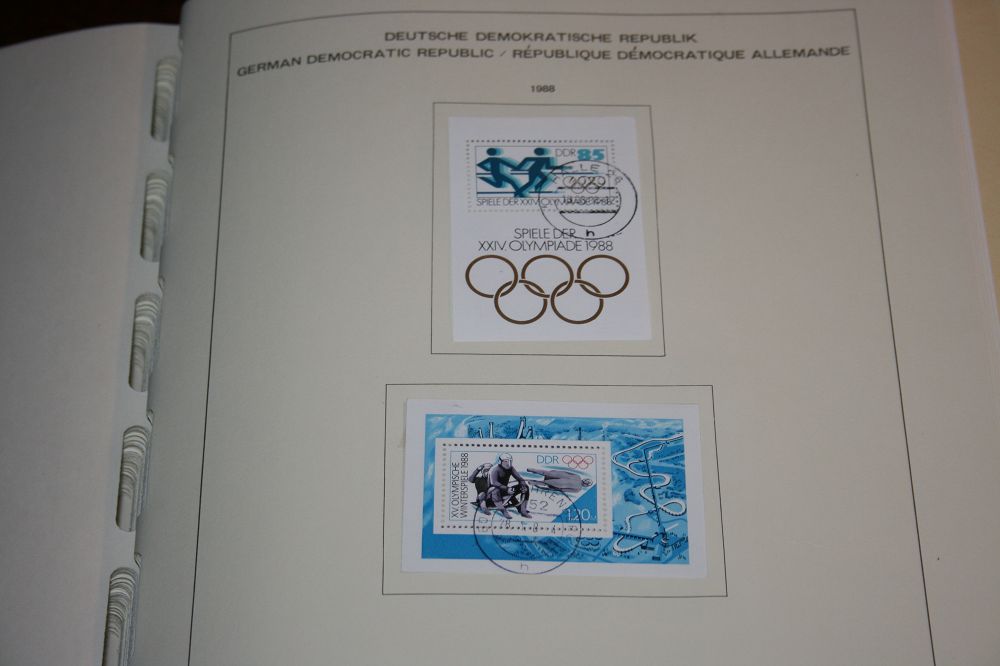 DEUTSCHE DEMOKRATISCHE REPUBLIK
GERMAN DEMOCRATIC REPUBLIC / RÉPUBLIQUE DÉMOCRATIQUE ALLEMANDE
1988
DDR 85
SPIELE DER XXIV. OLYMPIADE 1988
h
SPIELE DER
XXIV. OLYMPIADE 1988
XV. OLYMPISCHE
WINTERSPIELE 1988
DDR
52
120
h